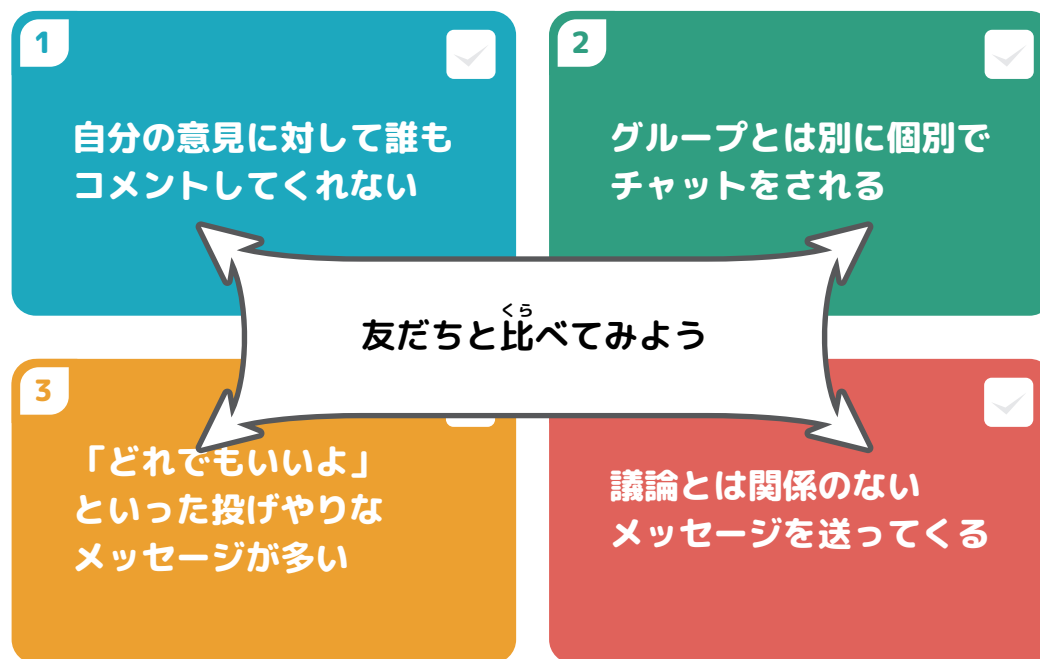 1
自分の意見に対して誰も
コメントしてくれない
2
グループとは別に個別で
チャットをされる
くら
友だちと比べてみよう
3
「どれでもいいよ」
といった投げやりな
メッセージが多い
議論とは関係のない
メッセージを送ってくる